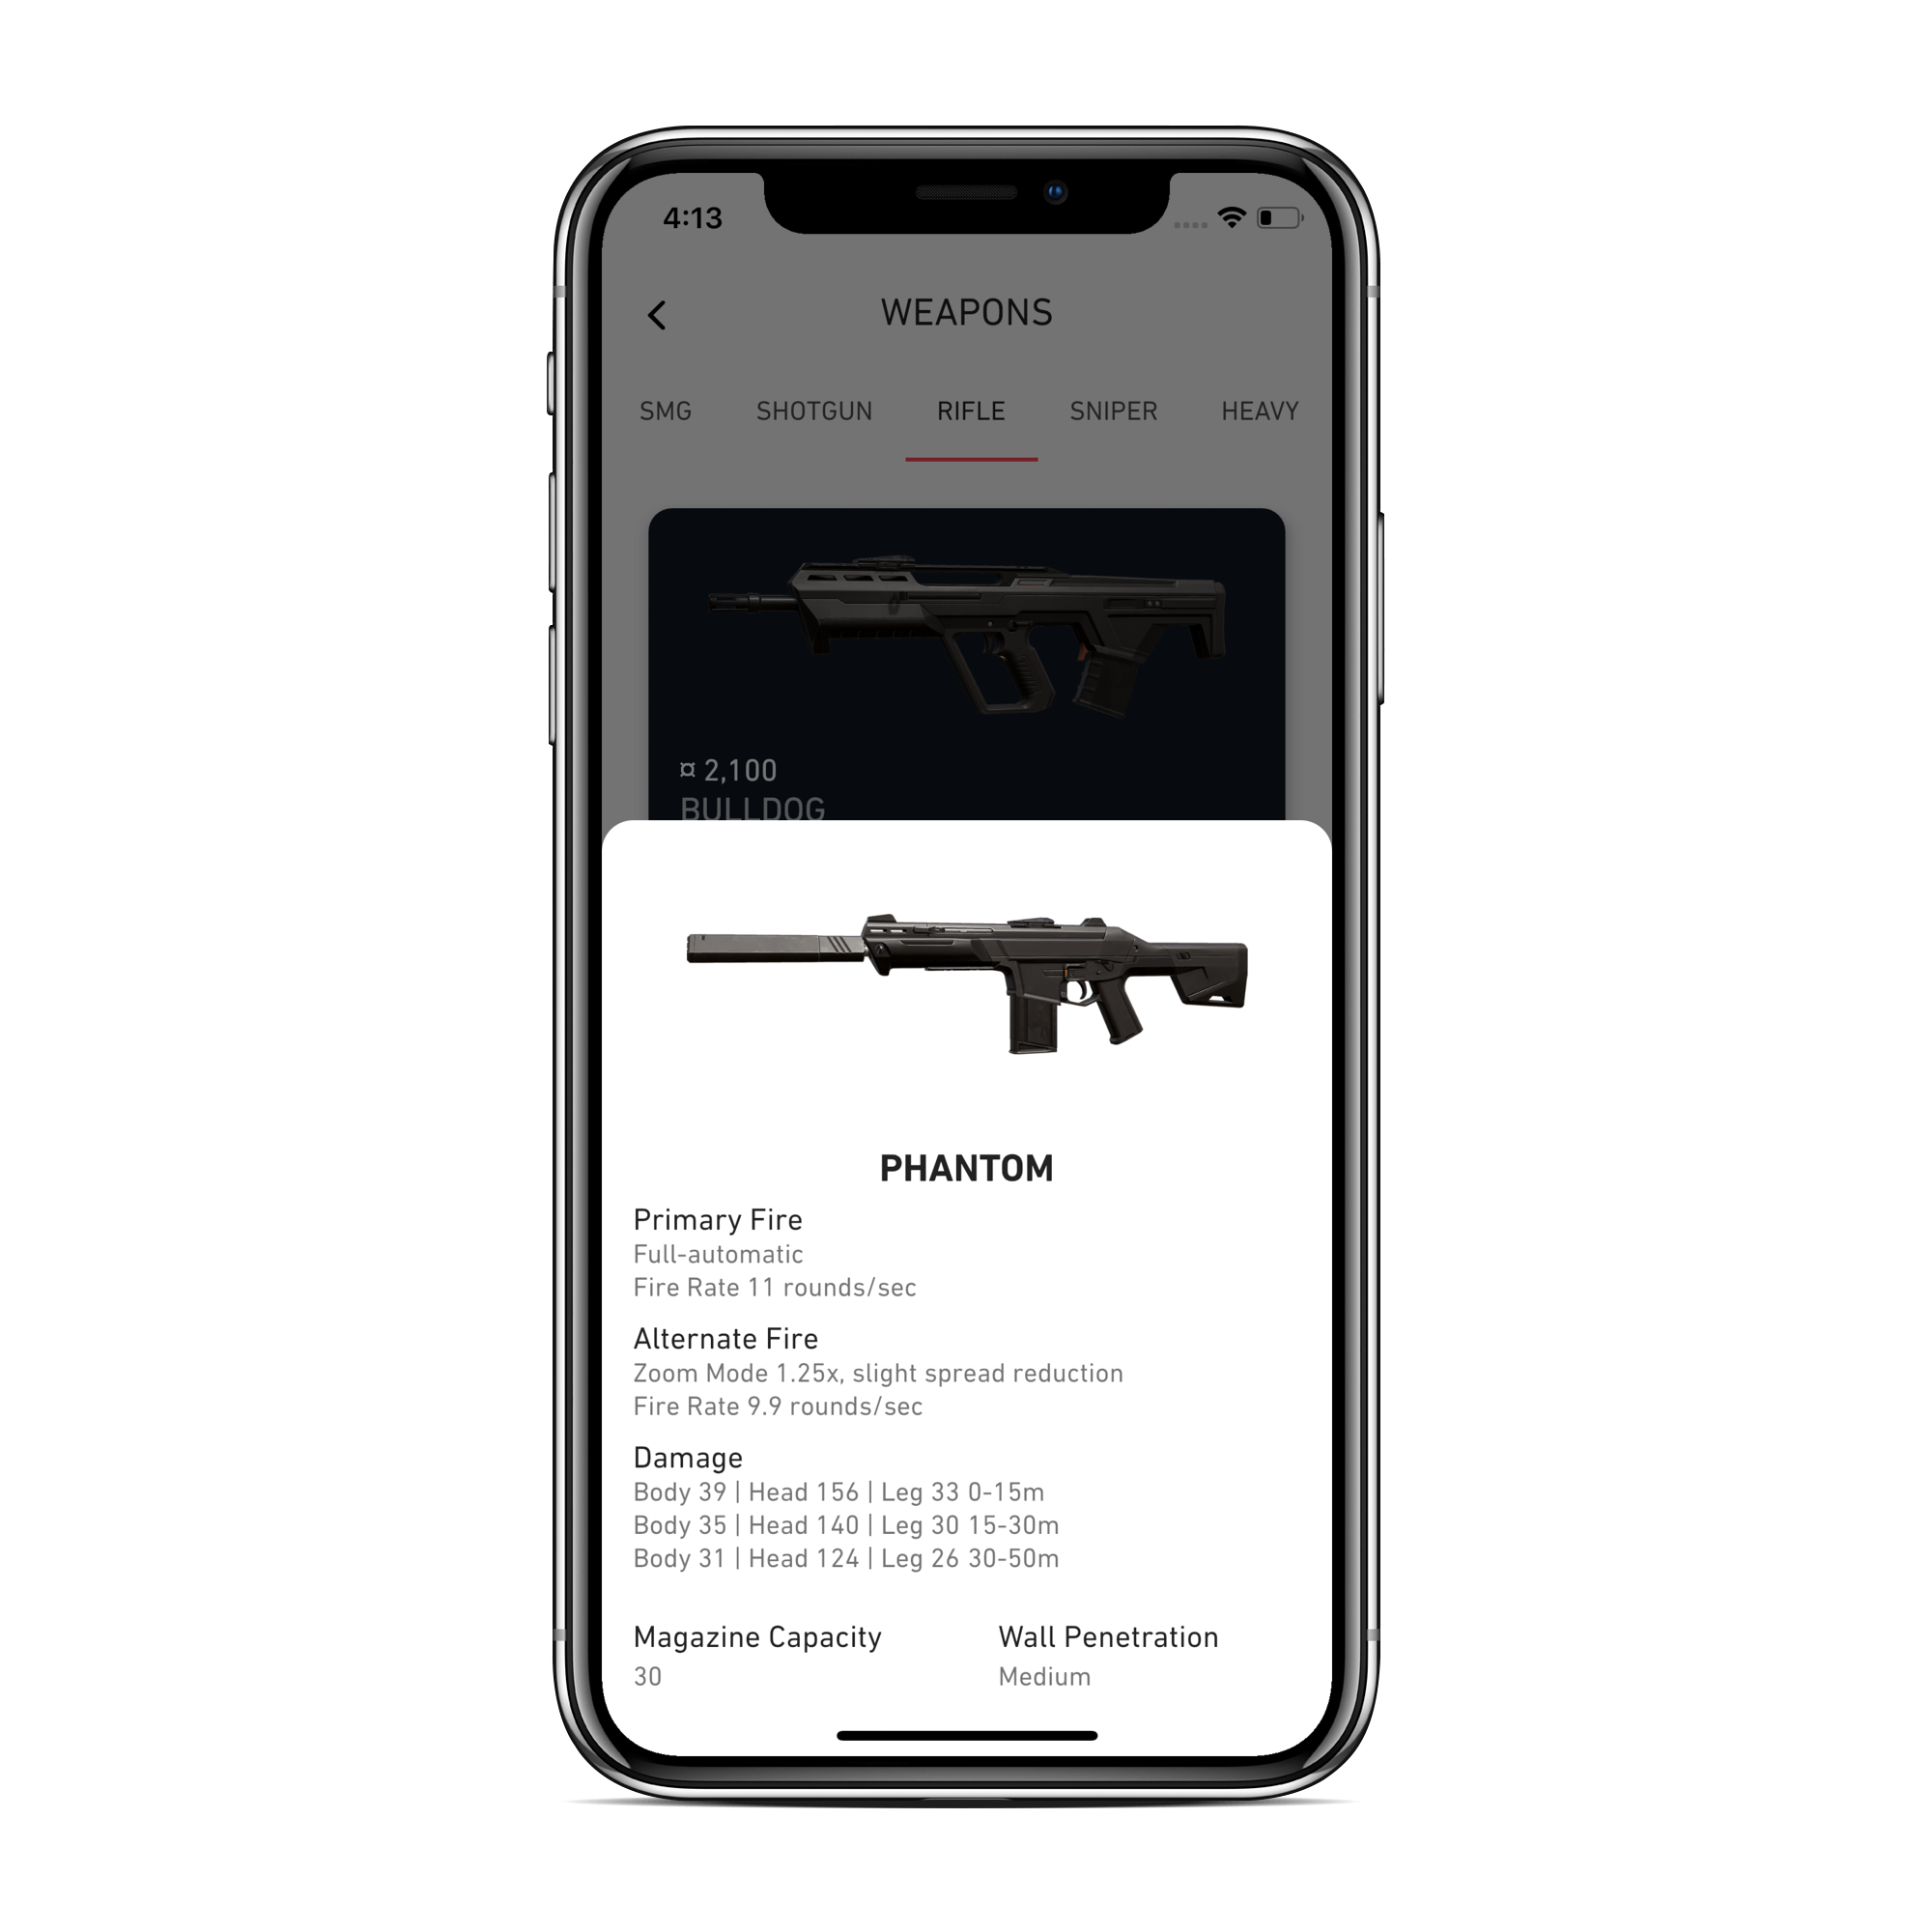 4:13
WEAPONS
SMG SHOTGUN RIFLE SNIPER HEAVY
¤ 2,100
BULLDOG
PHANTOM
Primary Fire
Full-automatic
Fire Rate 11 rounds/sec
Alternate Fire
Zoom Mode 1.25x, slight spread reduction
Fire Rate 9.9 rounds/sec
Damage
Body 39 | Head 156 | Leg 33 0-15m
Body 35 | Head 140 | Leg 30 15-30m
Body 31 | Head 124 | Leg 26 30-50m
Magazine Capacity Wall Penetration
30 Medium